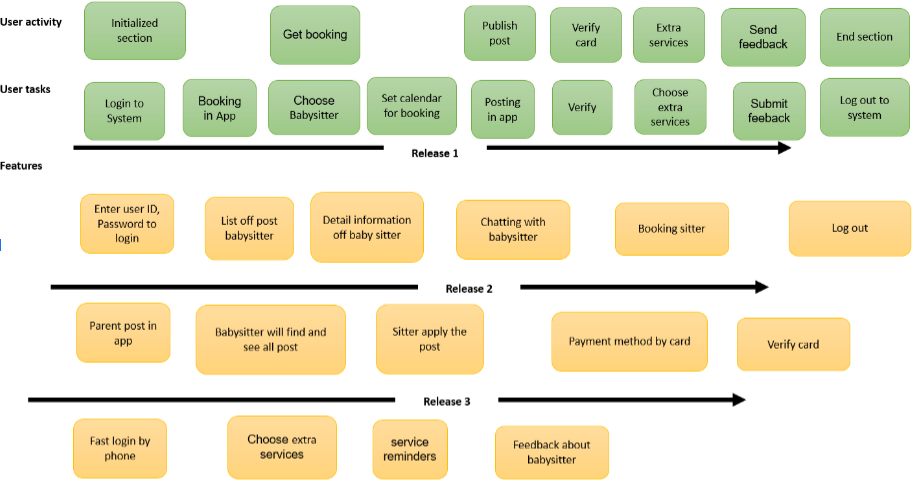 User activity
Initialized
section
Get booking
Publish
post
Verify
card
Extra
services
Send
feedback
End section
User tasks
Login to
System
Booking
in App
Choose
Babysitter
Set calendar
for booking
Posting
in app
Verify
Choose
extra
services
Submit
feeback
Log out to
system
Release 1
Features
Enter user ID,
Password to
login
List off post
babysitter
Detail information
off baby sitter
Chatting with
babysitter
Booking sitter
Log out
Release 2
Parent post in
app
Babysitter will find and
see all post
Sitter apply the
post
Payment method by card
Verify card
Release 3
Fast login by
phone
Choose extra
services
service
reminders
Feedback about
babysitter